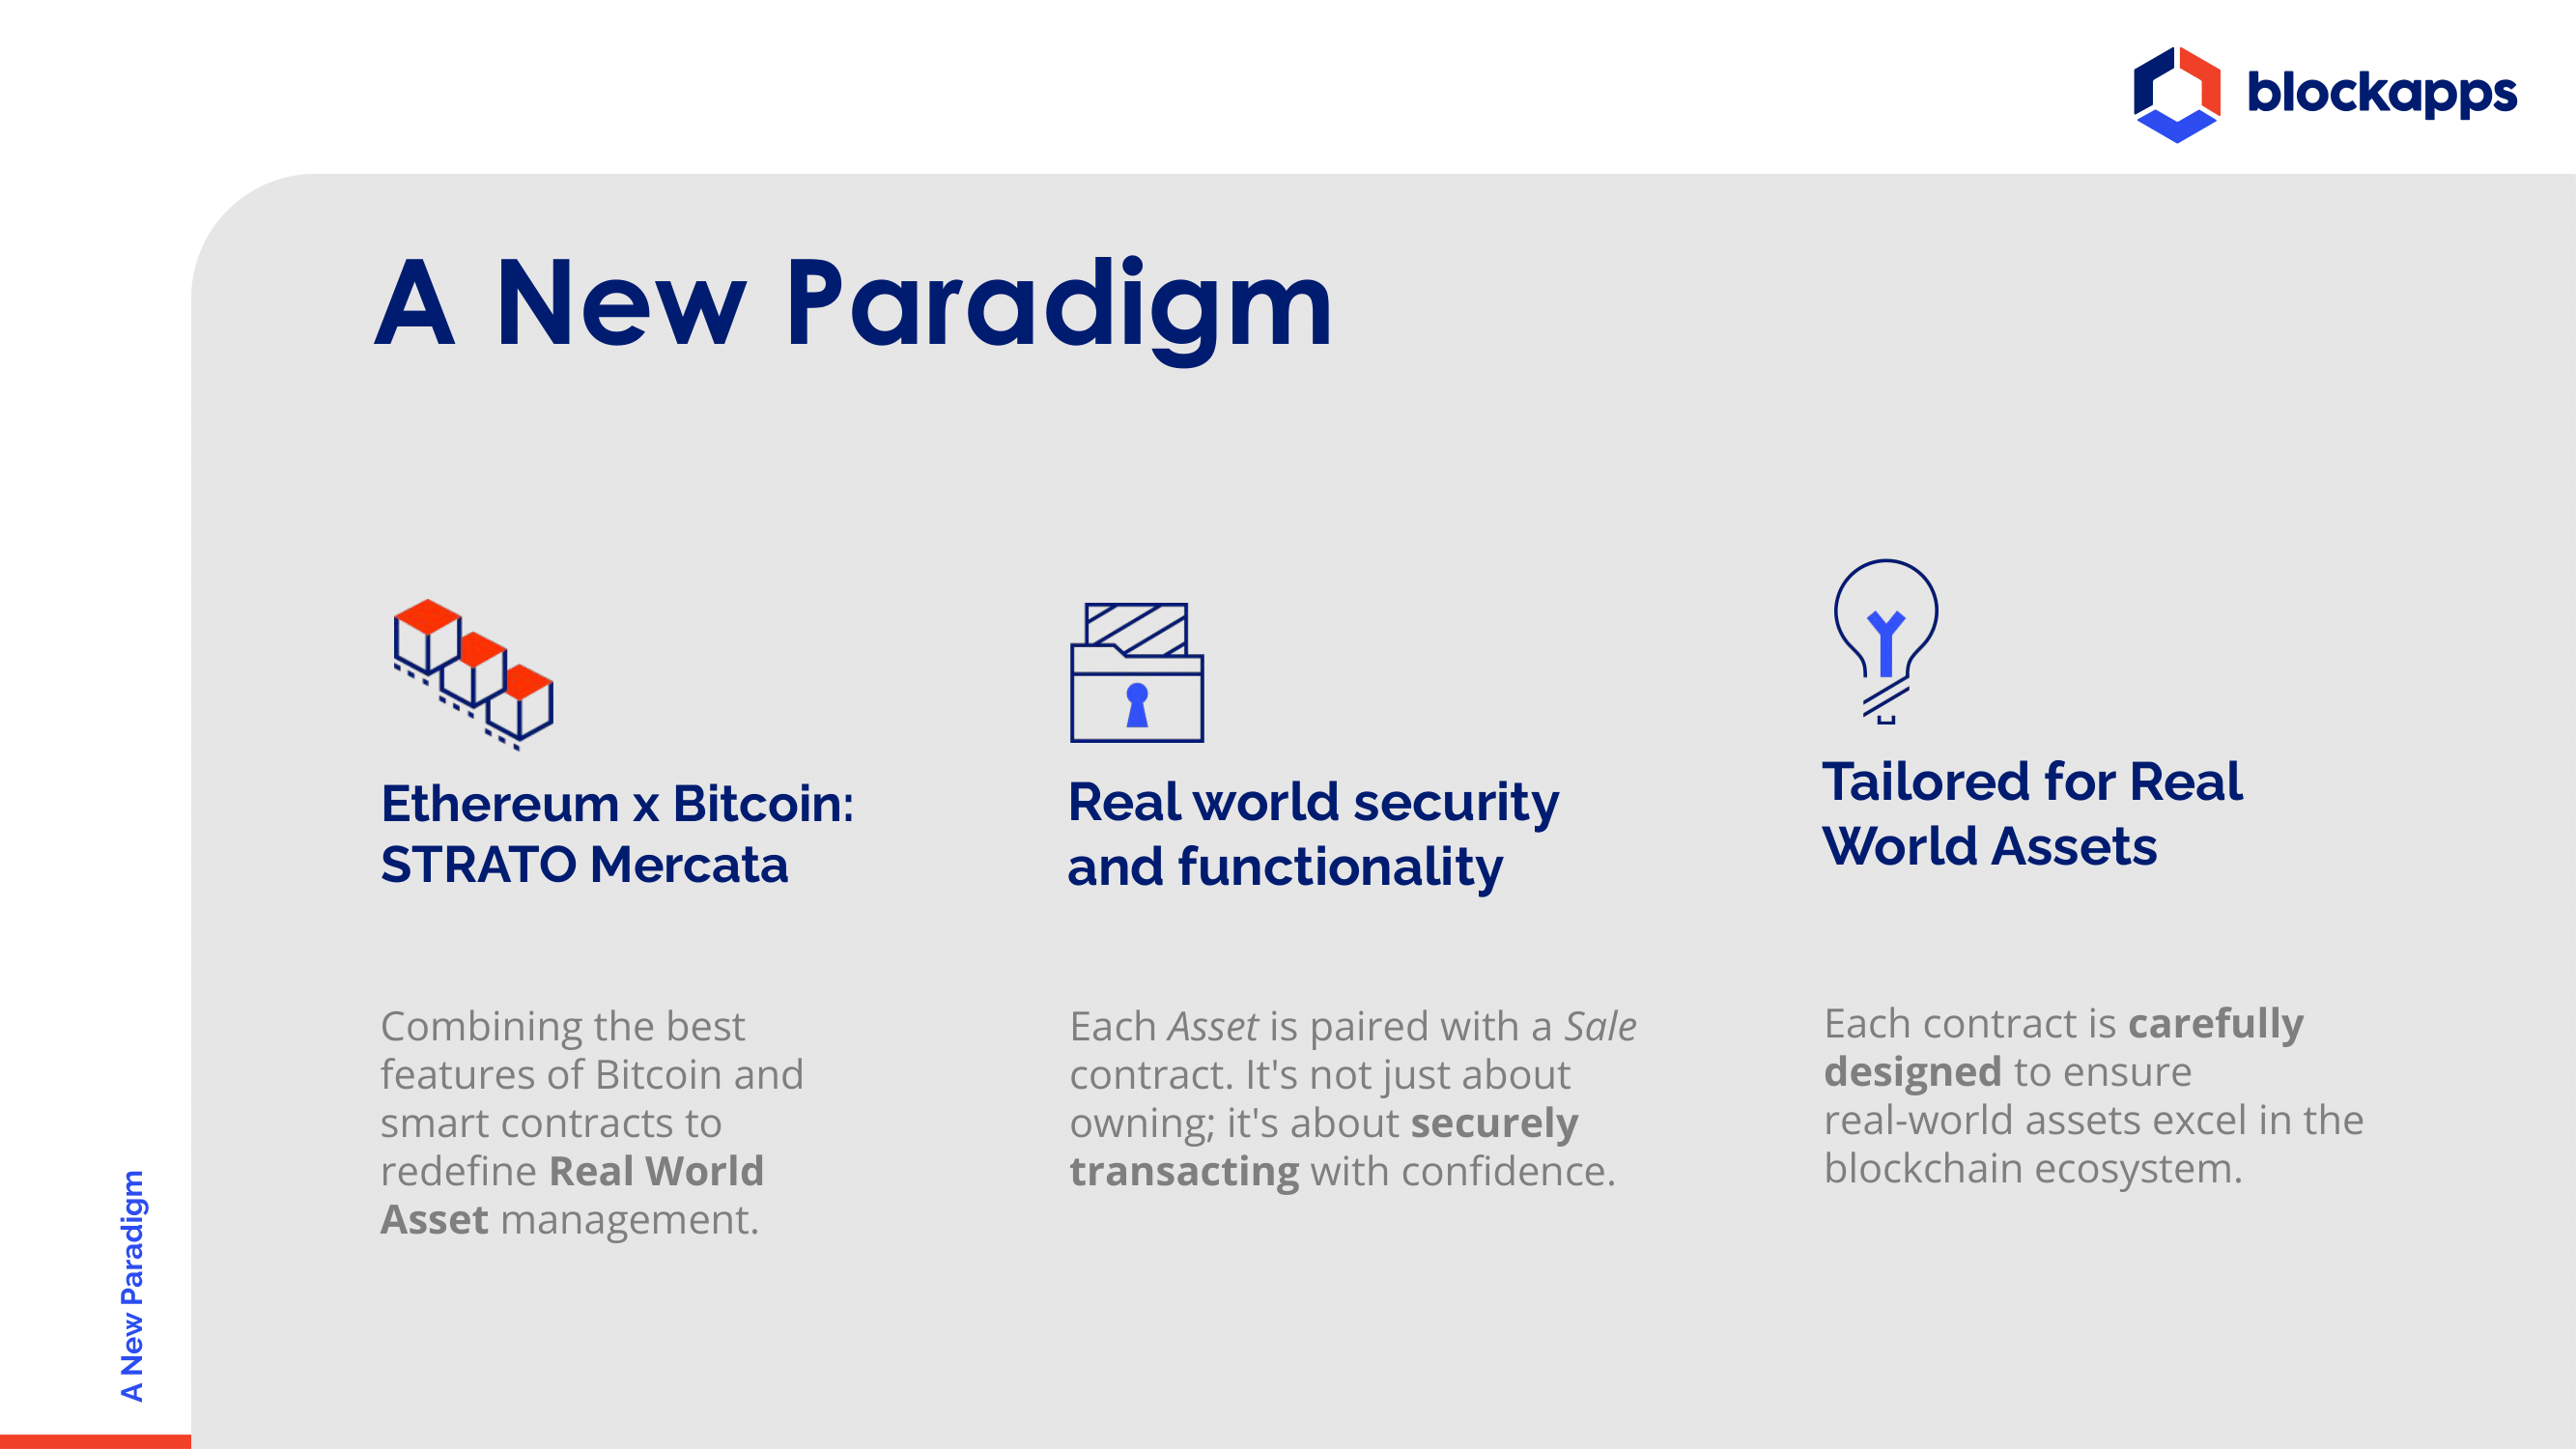 blockapps
A New Paradigm
Ethereum x Bitcoin:
STRATO Mercata
Combining the best
features of Bitcoin and
smart contracts to
redefine Real World
Asset management.
Real world security
and functionality
Each Asset is paired with a Sale
contract. It's not just about
owning; it's about securely
transacting with confidence.
Tailored for Real
World Assets
Each contract is carefully
designed to ensure
real-world assets excel in the
blockchain ecosystem.
A New Paradigm